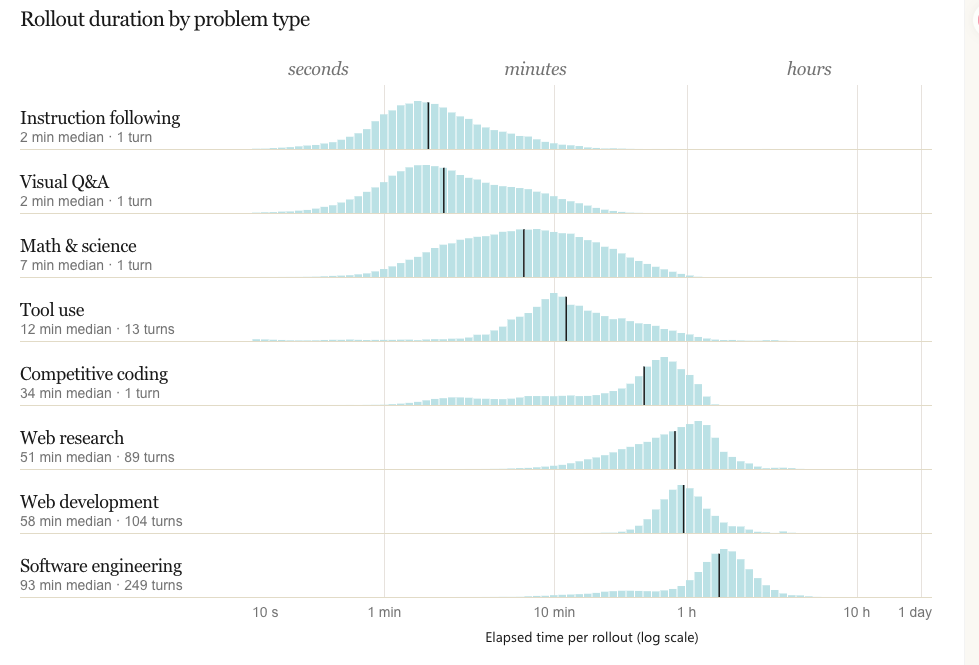 Rollout duration by problem type
seconds
minutes
hours
Instruction following
2 min median · 1 turn
Visual Q&A
2 min median · 1 turn
Math & science
7 min median · 1 turn
Tool use
12 min median · 13 turns
Competitive coding
34 min median · 1 turn
Web research
51 min median · 89 turns
Web development
58 min median · 104 turns
Software engineering
93 min median · 249 turns
10 s
1 min
10 min
1 h
10 h
1 day
Elapsed time per rollout (log scale)